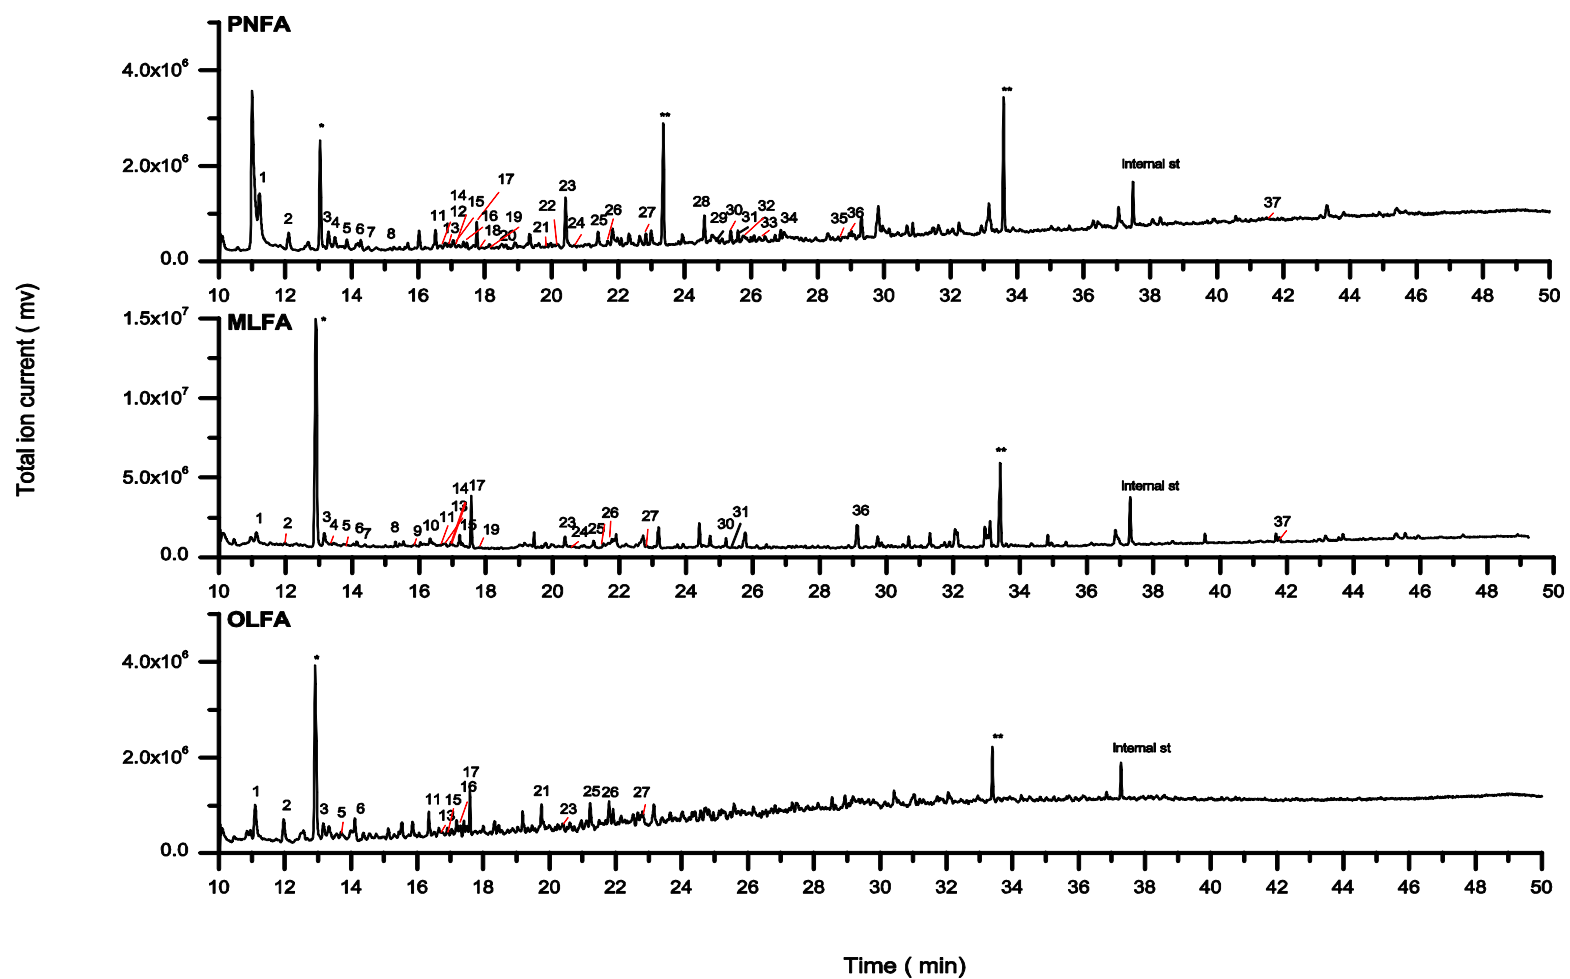 PNFA
4.0x10⁶
2.0x10⁶
0.0
1 2 * 3 4 5 6 7 8 11 13 12 14 15 16 17 18 19 20 21 22 23 24 25 26 27 ** 28 29 30 31 32 33 34 35 36 ** Internal st 37
10 12 14 16 18 20 22 24 26 28 30 32 34 36 38 40 42 44 46 48 50
MLFA
1.5x10⁷
1.0x10⁷
5.0x10⁶
0.0
1 2 * 3 4 5 6 7 8 9 10 11 13 14 15 17 19 23 24 25 26 27 30 31 36 ** Internal st 37
10 12 14 16 18 20 22 24 26 28 30 32 34 36 38 40 42 44 46 48 50
OLFA
4.0x10⁶
2.0x10⁶
0.0
1 2 * 3 5 6 11 13 15 16 17 21 23 25 26 27 ** Internal st
10 12 14 16 18 20 22 24 26 28 30 32 34 36 38 40 42 44 46 48 50
Total ion current ( mv)
Time ( min)